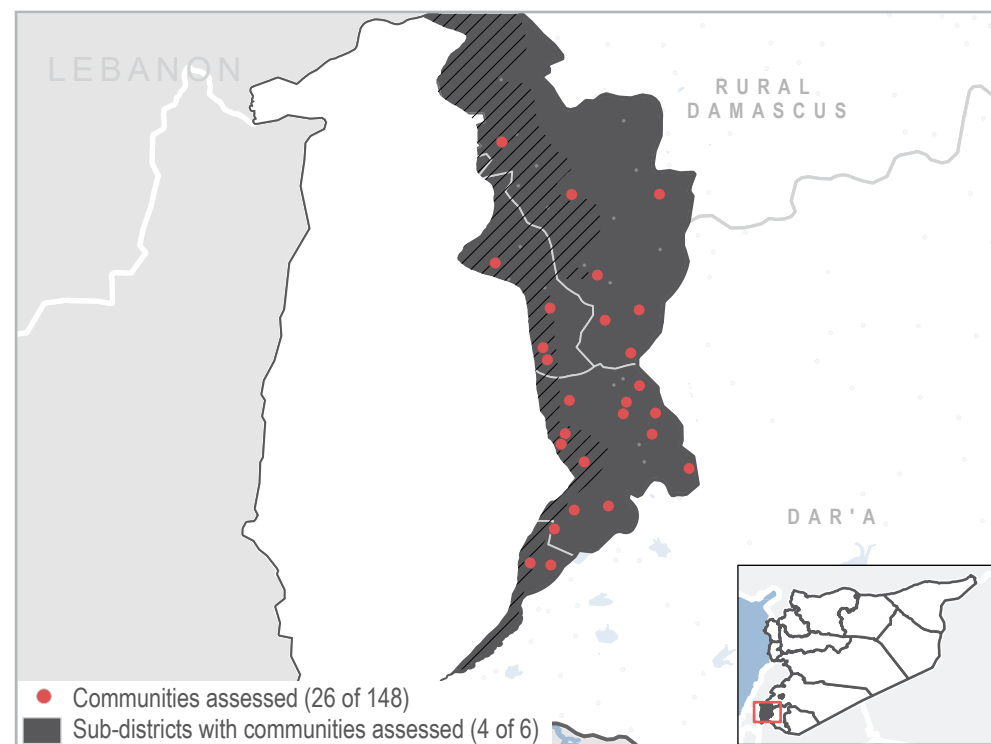 LEBANON
RURAL
DAMASCUS
DAR'A
Communities assessed (26 of 148)
Sub-districts with communities assessed (4 of 6)